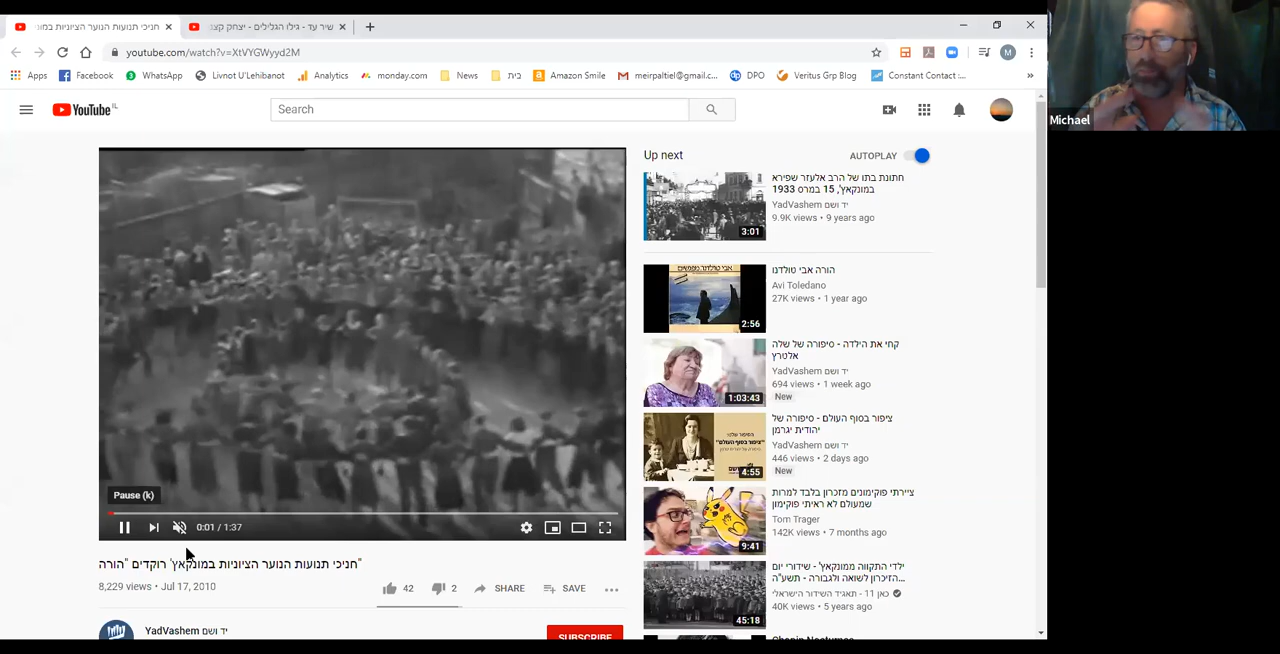 חניכי תנועות הנוער הציוניות במונ
שיר עד - גילו הגלילים - יצחק קצנ
youtube.com/watch?v=XtVYGWyyd2M
M
Apps
Facebook
WhatsApp
Livnot U'Lehibanot
Analytics
monday.com
News
בית
Amazon Smile
meirpaltiel@gmail.c...
DPO
Veritus Grp Blog
Constant Contact :...
Michael
YouTube IL
Search
Up next
AUTOPLAY
חתונת בתו של הרב אלעזר שפירא
במונקאץ', 15 במרס 1933
YadVashem יד ושם
9.9K views • 9 years ago
3:01
הורה אבי טולדנו
Avi Toledano
27K views • 1 year ago
2:56
קחי את הילדה - סיפורה של שלה
אלטרץ
YadVashem יד ושם
694 views • 1 week ago
New
1:03:43
ציפור בסוף העולם - סיפורה של
יהודית יגרמן
YadVashem יד ושם
446 views • 2 days ago
New
4:55
ציירתי פוקימונים מזכרון בלבד למרות
שמעולם לא ראיתי פוקימון
Tom Trager
142K views • 7 months ago
9:41
ילדי התקווה ממונקאץ' - שידורי יום
הזיכרון לשואה ולגבורה - תשע"ה...
כאן 11 - תאגיד השידור הישראלי
40K views • 5 years ago
45:18
Pause (k)
0:01 / 1:37
חניכי תנועות הנוער הציוניות במונקאץ' רוקדים "הורה"
8,229 views • Jul 17, 2010
42
2
SHARE
SAVE
YadVashem יד ושם
SUBSCRIBE